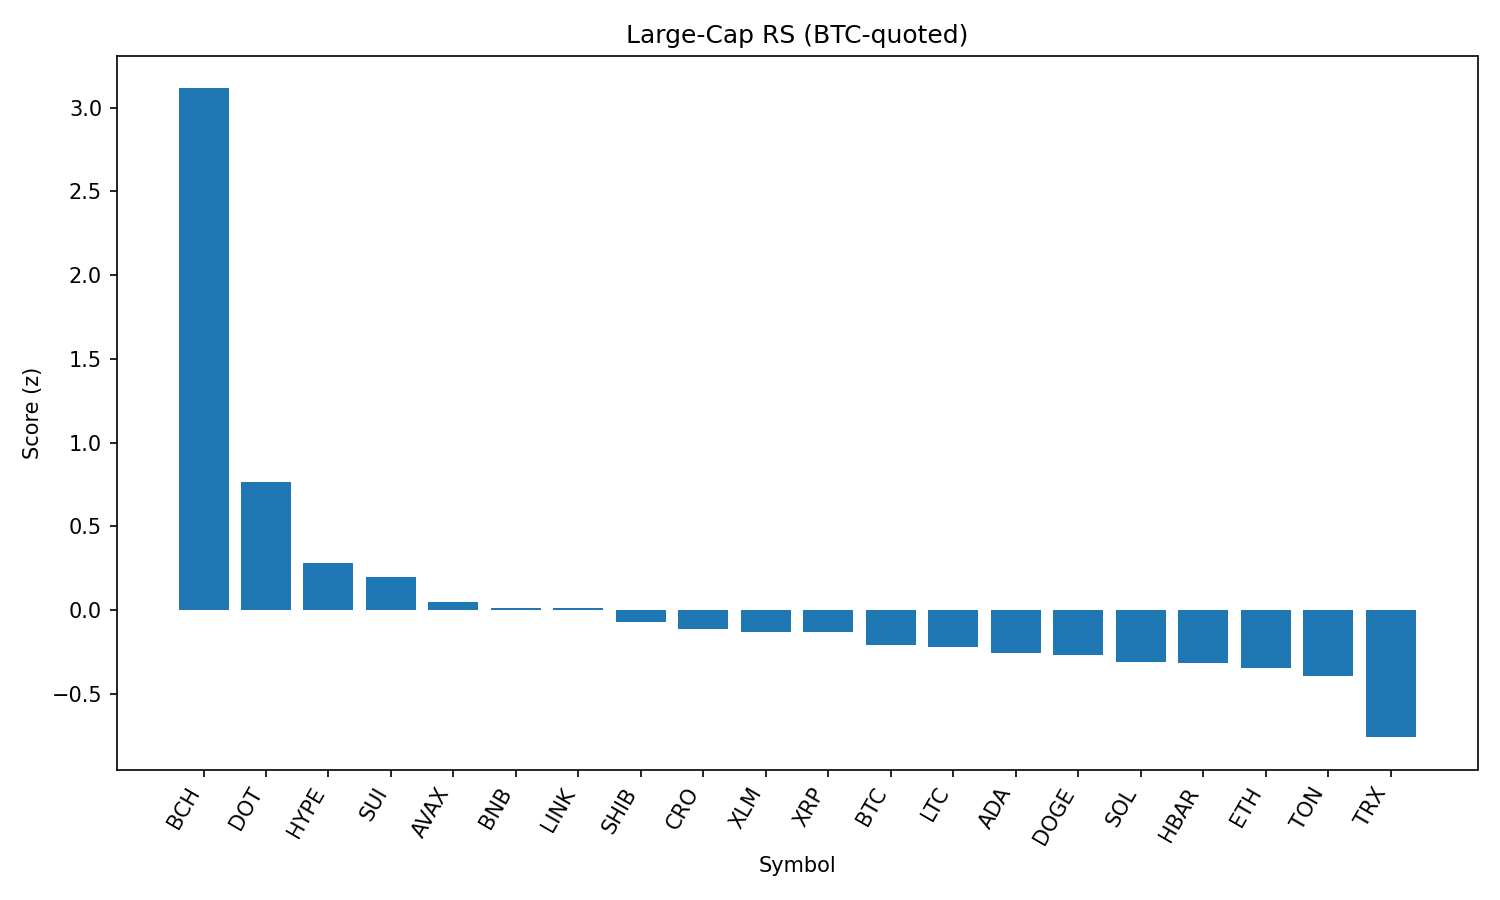 Large-Cap RS (BTC-quoted)
Score (z)
3.0
2.5
2.0
1.5
1.0
0.5
0.0
−0.5
BCH
DOT
HYPE
SUI
AVAX
BNB
LINK
SHIB
CRO
XLM
XRP
BTC
LTC
ADA
DOGE
SOL
HBAR
ETH
TON
TRX
Symbol